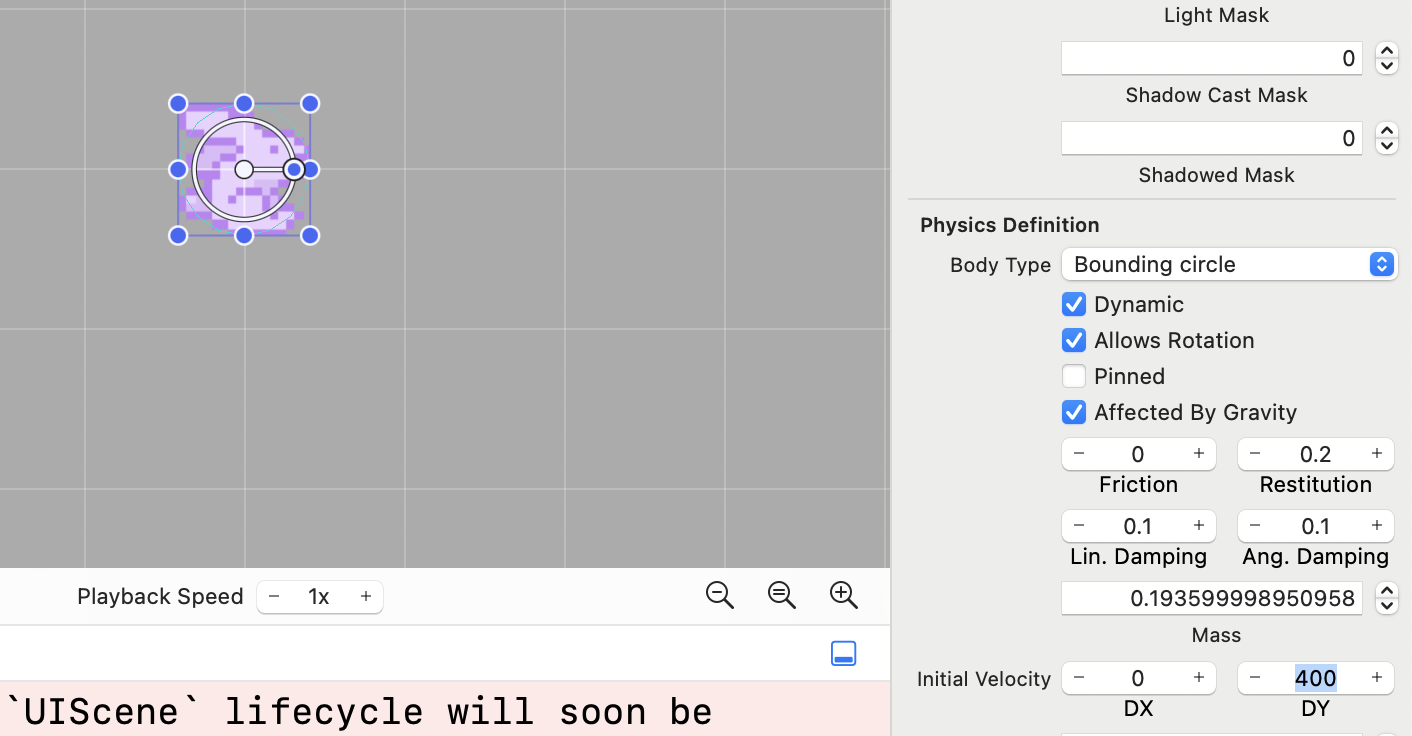 Light Mask
0
Shadow Cast Mask
0
Shadowed Mask
Physics Definition
Body Type Bounding circle
Dynamic
Allows Rotation
Pinned
Affected By Gravity
− 0 + − 0.2 +
Friction Restitution
− 0.1 + − 0.1 +
Lin. Damping Ang. Damping
0.193599998950958
Mass
Initial Velocity − 0 + − 400 +
DX DY
Playback Speed − 1x +
`UIScene` lifecycle will soon be